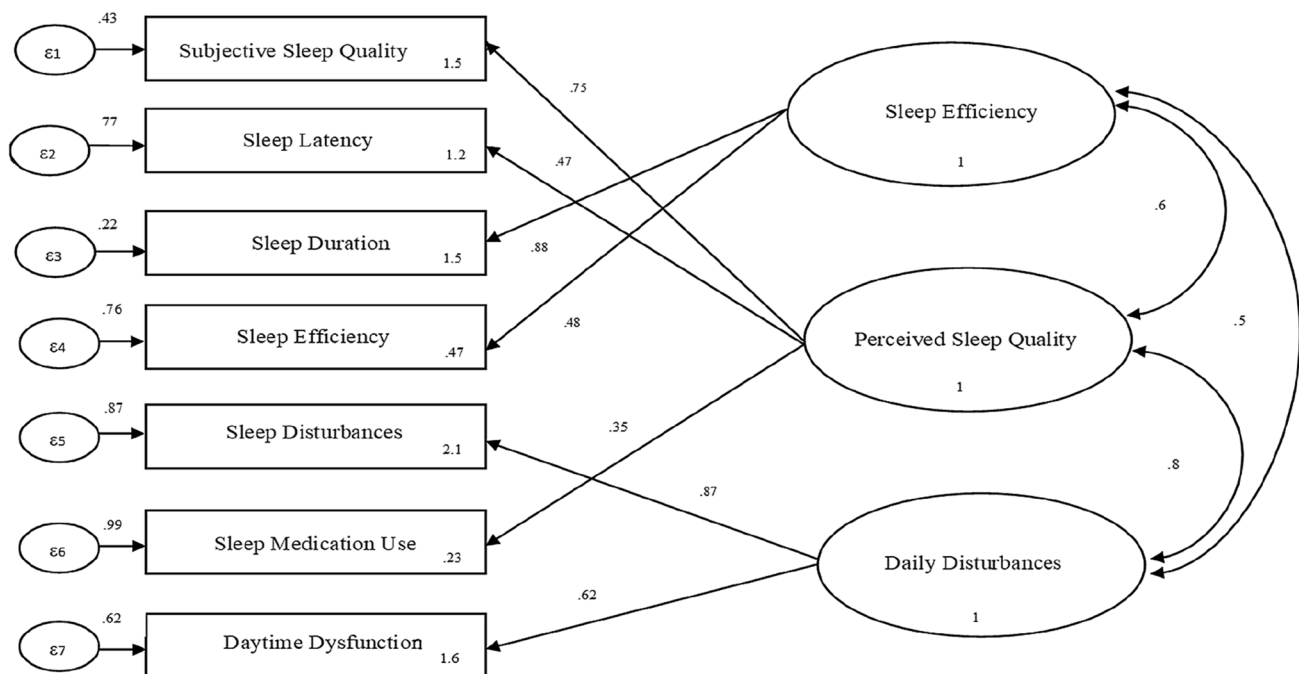 .43
ε1
Subjective Sleep Quality
1.5
77
ε2
Sleep Latency
1.2
.22
ε3
Sleep Duration
1.5
.76
ε4
Sleep Efficiency
.47
.87
ε5
Sleep Disturbances
2.1
.99
ε6
Sleep Medication Use
.23
.62
ε7
Daytime Dysfunction
1.6
.75
.47
.88
.48
.35
.87
.62
Sleep Efficiency
1
Perceived Sleep Quality
1
Daily Disturbances
1
.6
.5
.8